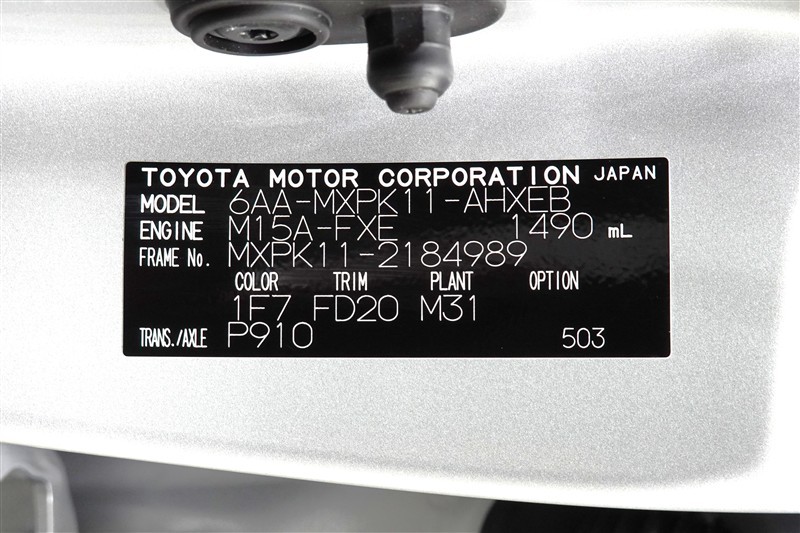 TOYOTA MOTOR CORPORATION JAPAN
MODEL 6AA-MXPK11-AHXEB
ENGINE M15A-FXE 1490 mL
FRAME No. MXPK11-2184989
COLOR TRIM PLANT OPTION
1F7 FD20 M31
TRANS./AXLE P910 503